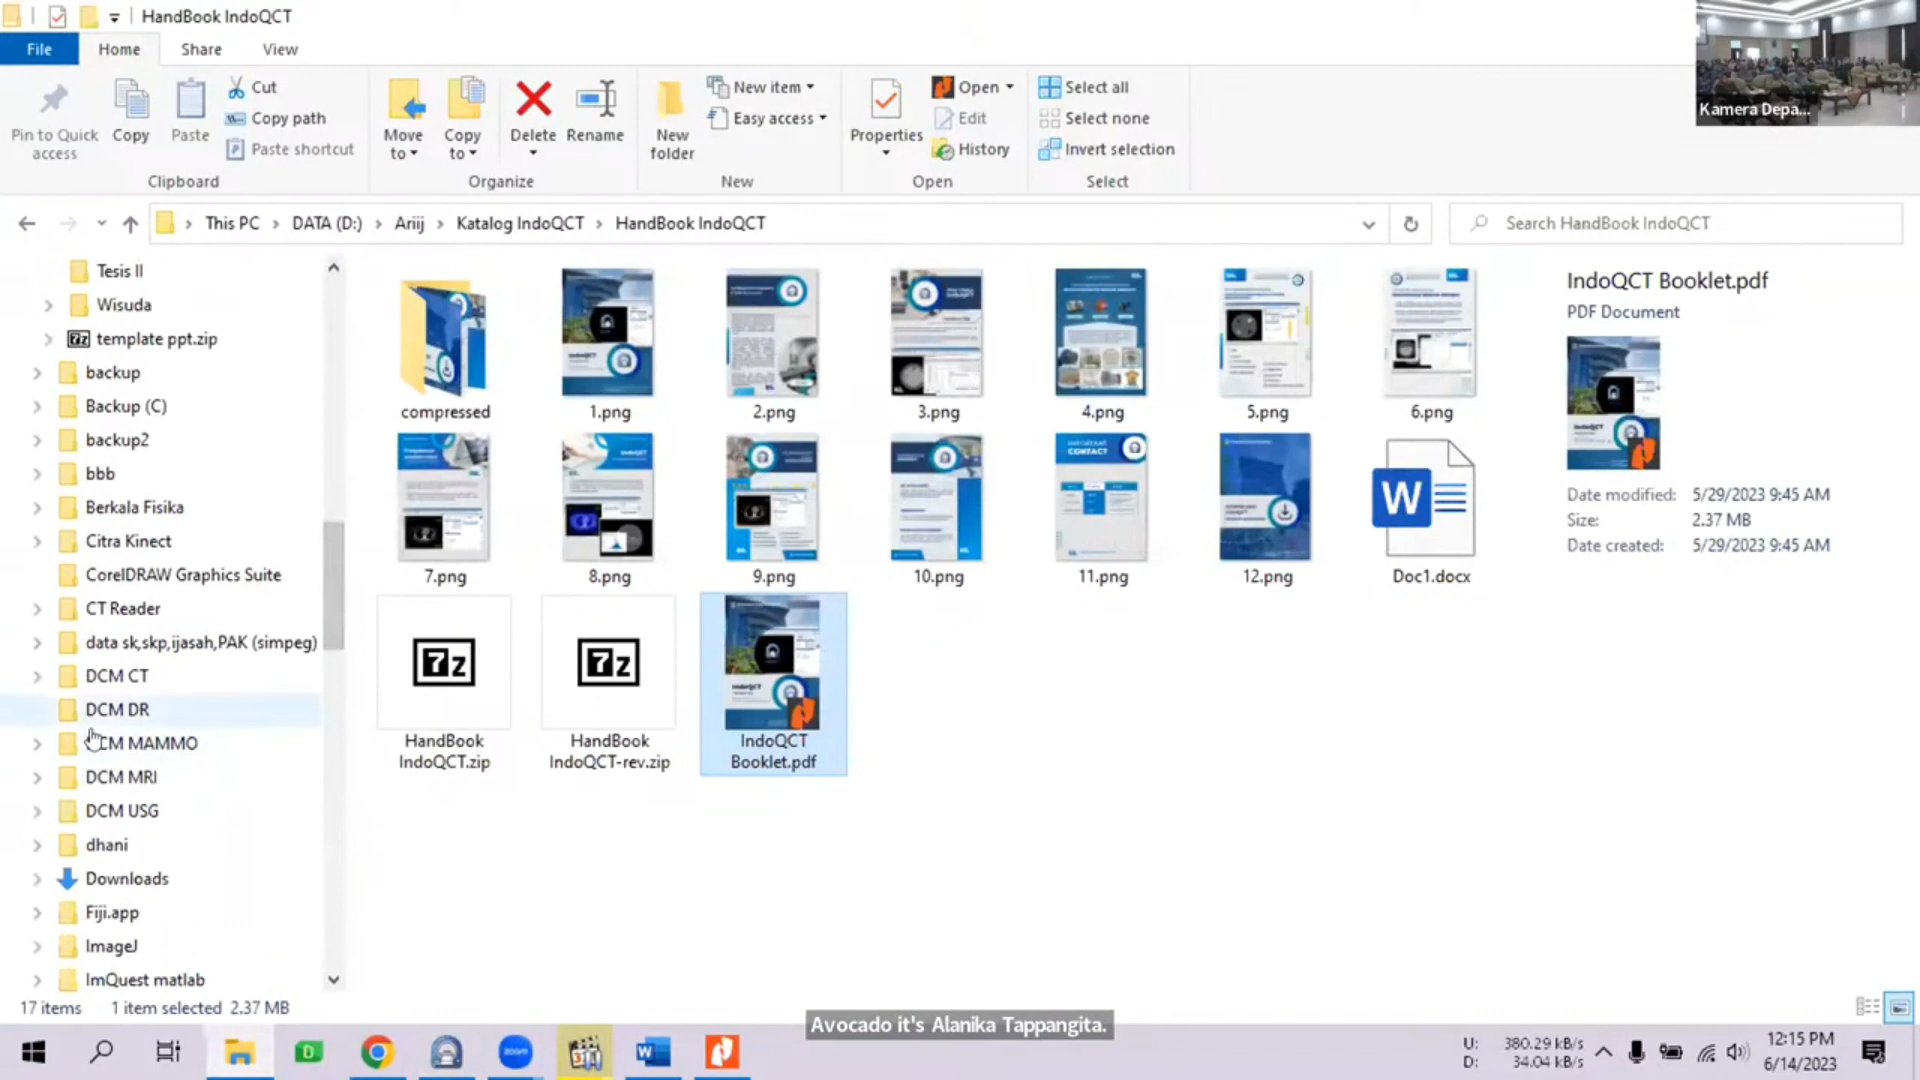 HandBook IndoQCT
File
Home
Share
View
Pin to Quick
access
Copy
Paste
Cut
Copy path
Paste shortcut
Clipboard
Move
to
Copy
to
Delete
Rename
Organize
New
folder
New item
Easy access
New
Properties
Open
Edit
History
Open
Select all
Select none
Invert selection
Select
Kamera Depa...
This PC
DATA (D:)
Ariij
Katalog IndoQCT
HandBook IndoQCT
Search HandBook IndoQCT
Tesis II
Wisuda
template ppt.zip
backup
Backup (C)
backup2
bbb
Berkala Fisika
Citra Kinect
CorelDRAW Graphics Suite
CT Reader
data sk,skp,ijasah,PAK (simpeg)
DCM CT
DCM DR
DCM MAMMO
DCM MRI
DCM USG
dhani
Downloads
Fiji.app
ImageJ
ImQuest matlab
compressed
1.png
2.png
3.png
4.png
5.png
6.png
IndoQCT
CONTACT
7.png
8.png
9.png
10.png
11.png
12.png
W
Doc1.docx
7z
7z
HandBook
IndoQCT.zip
HandBook
IndoQCT-rev.zip
IndoQCT
Booklet.pdf
IndoQCT Booklet.pdf
PDF Document
Date modified: 5/29/2023 9:45 AM
Size: 2.37 MB
Date created: 5/29/2023 9:45 AM
17 items
1 item selected 2.37 MB
Avocado it's Alanika Tappangita.
zoom
W
U: 380.29 kB/s
D: 34.04 kB/s
12:15 PM
6/14/2023